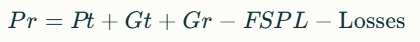 Pr = Pt + Gt + Gr − FSPL − Losses